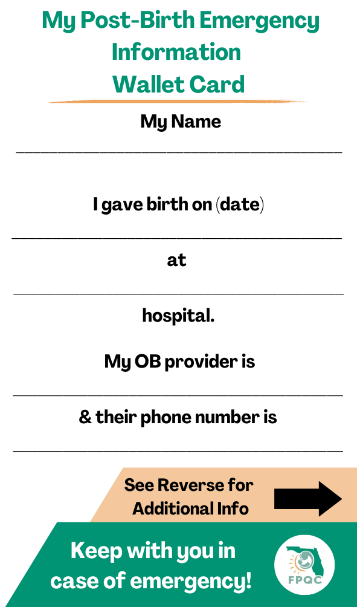 My Post-Birth Emergency
Information
Wallet Card
My Name
I gave birth on (date)
at
hospital.
My OB provider is
& their phone number is
See Reverse for
Additional Info
Keep with you in
case of emergency!
FPQC